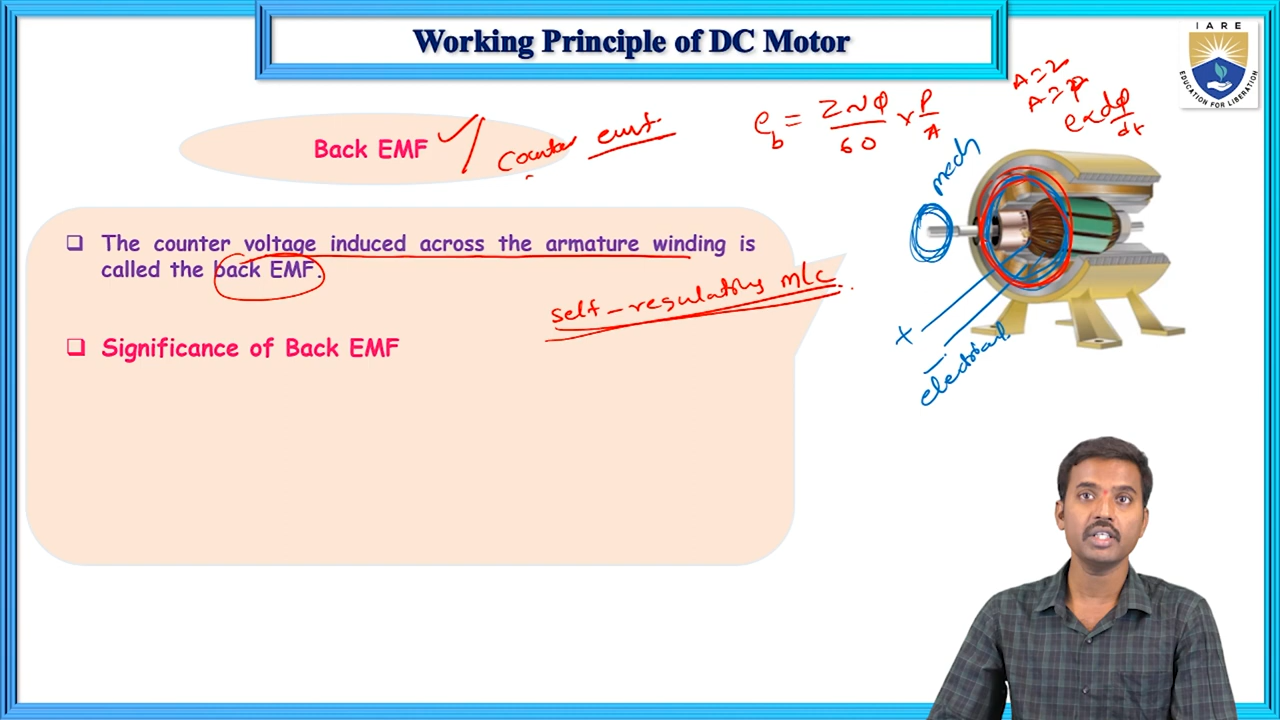 Working Principle of DC Motor
IARE
EDUCATION FOR LIBERATION
Back EMF
Counter emf.
e_b = ZNΦ/60 × P/A
A=2
A=P
e∝dΦ/dt
mech
❑ The counter voltage induced across the armature winding is
called the back EMF.
self-regulating m/c.
❑ Significance of Back EMF
+
−
electrical